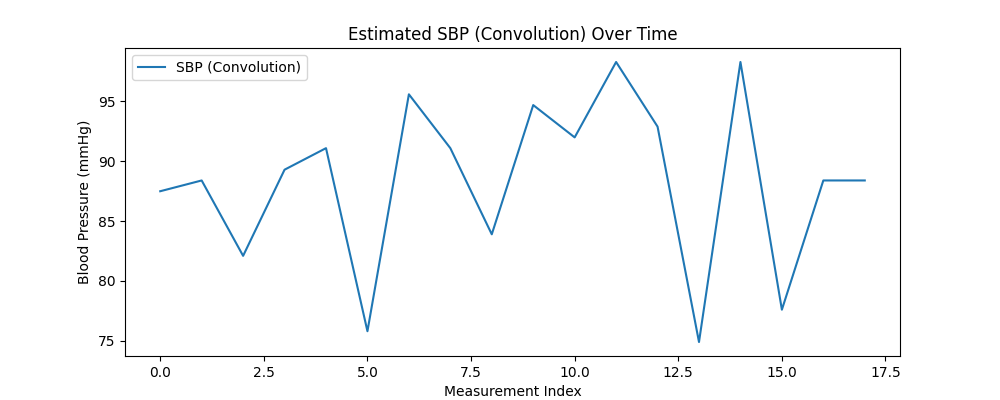 Estimated SBP (Convolution) Over Time
SBP (Convolution)
Blood Pressure (mmHg)
95
90
85
80
75
0.0 2.5 5.0 7.5 10.0 12.5 15.0 17.5
Measurement Index